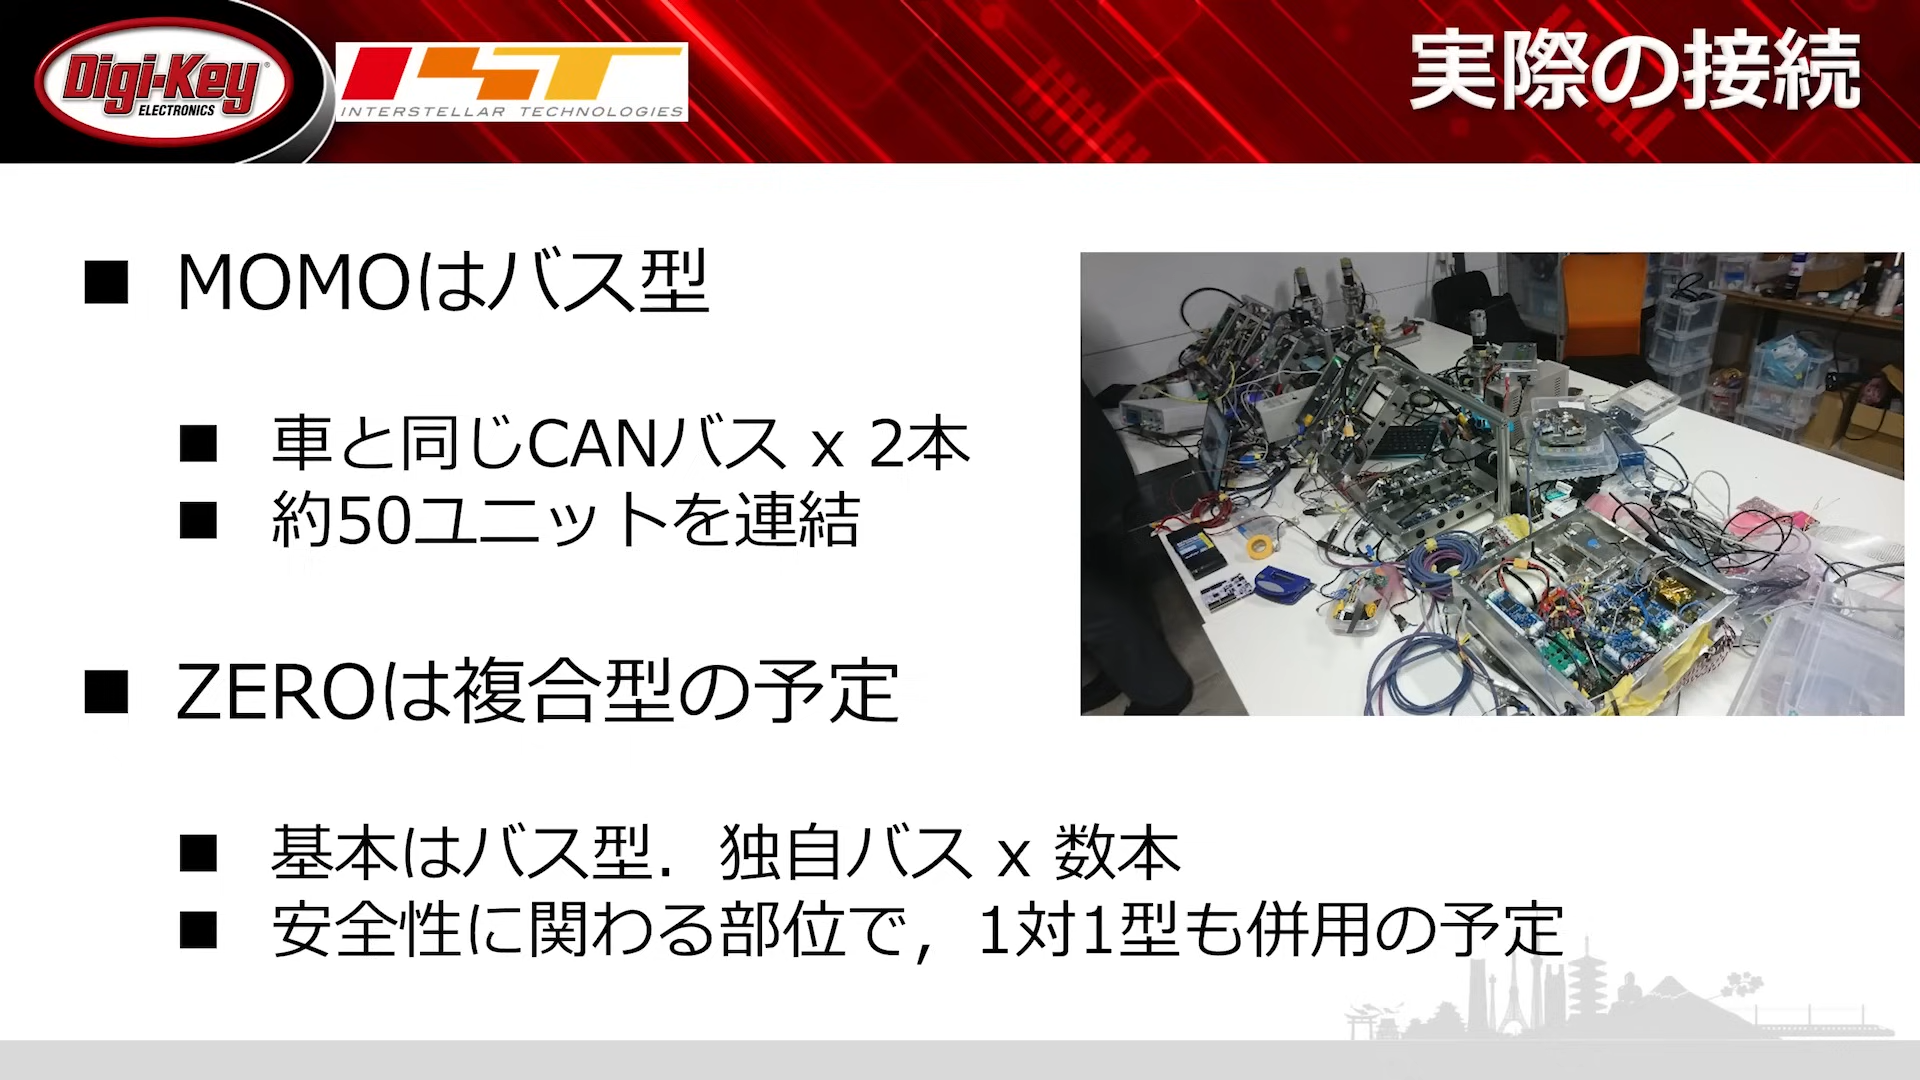 Digi-Key
ELECTRONICS
IST
INTERSTELLAR TECHNOLOGIES
実際の接続
MOMOはバス型
車と同じCANバス x 2本
約50ユニットを連結
ZEROは複合型の予定
基本はバス型．独自バス x 数本
安全性に関わる部位で，1対1型も併用の予定